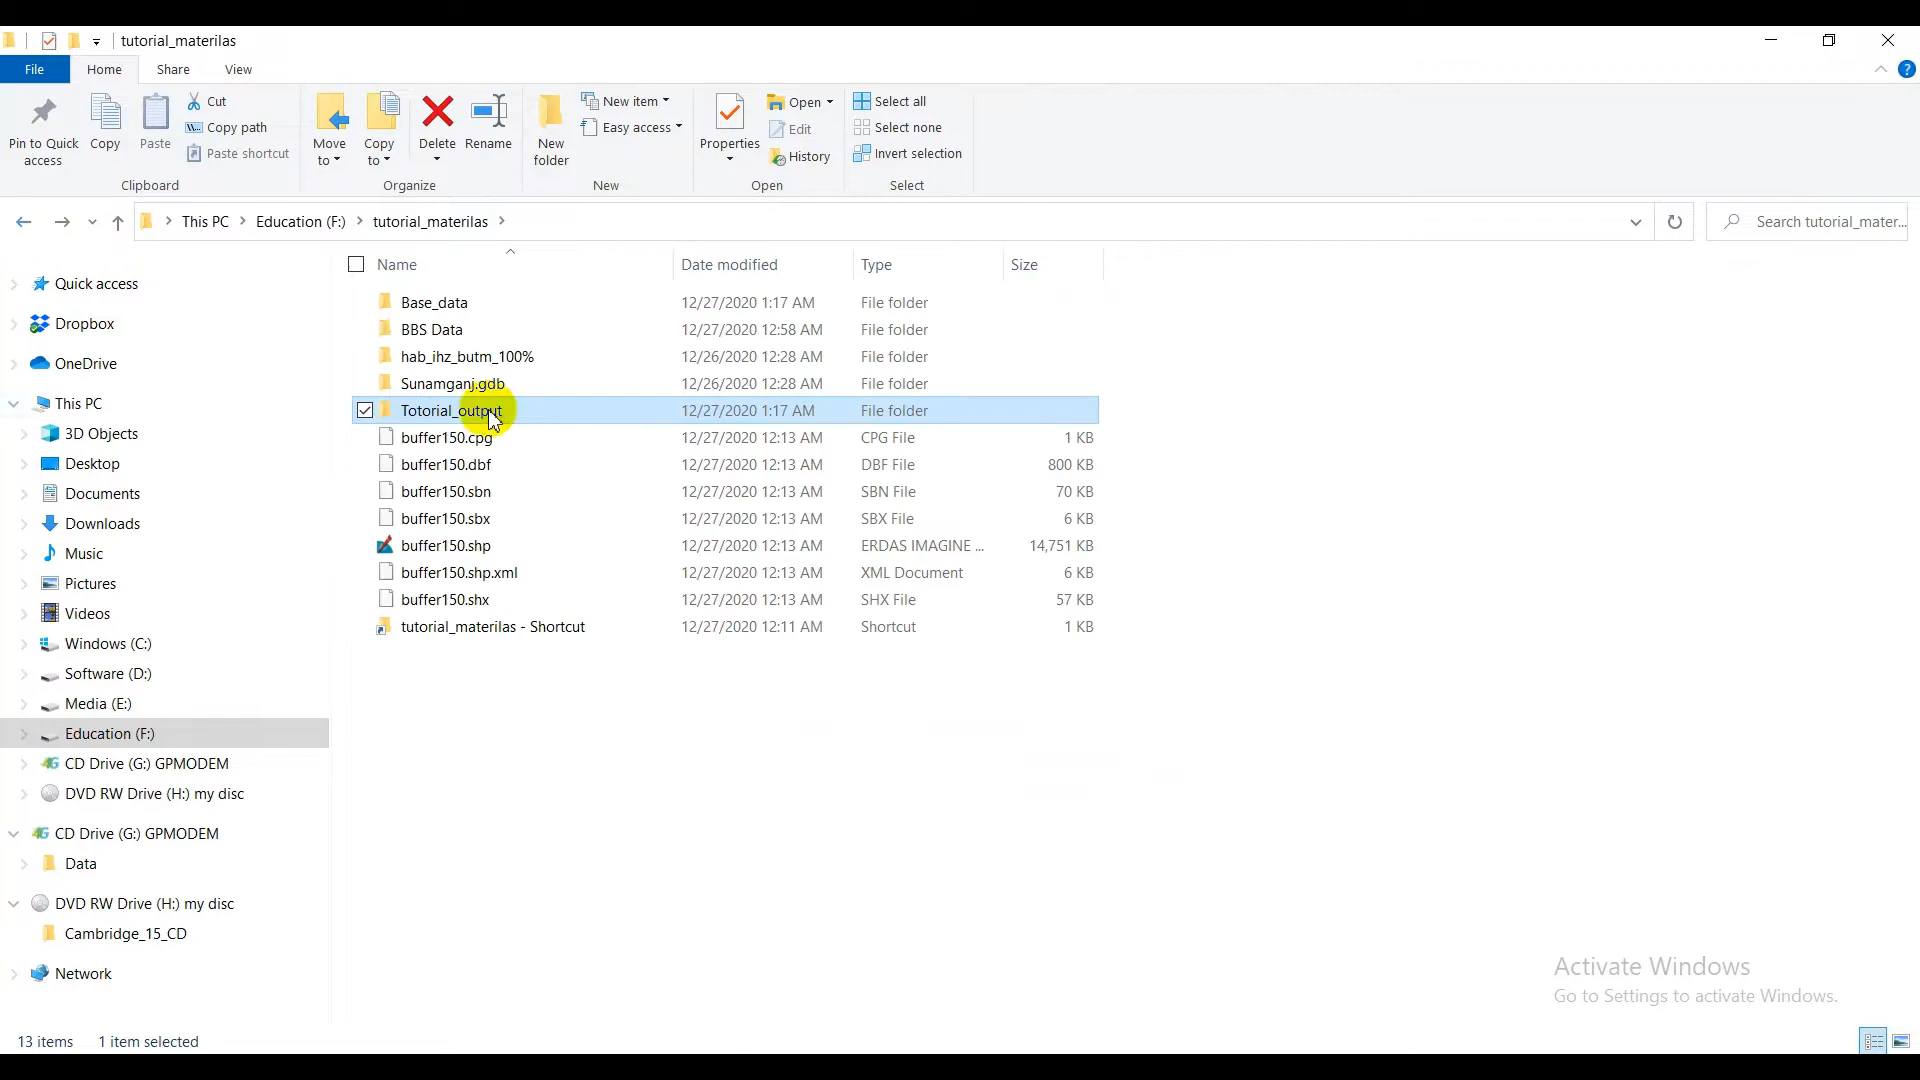 tutorial_materilas
File Home Share View
Pin to Quick access
Copy
Paste
Cut
Copy path
Paste shortcut
Clipboard
Move to
Copy to
Delete
Rename
Organize
New folder
New item
Easy access
New
Properties
Open
Edit
History
Open
Select all
Select none
Invert selection
Select
This PC Education (F:) tutorial_materilas
Search tutorial_mater...
Quick access
Dropbox
OneDrive
This PC
3D Objects
Desktop
Documents
Downloads
Music
Pictures
Videos
Windows (C:)
Software (D:)
Media (E:)
Education (F:)
CD Drive (G:) GPMODEM
DVD RW Drive (H:) my disc
CD Drive (G:) GPMODEM
Data
DVD RW Drive (H:) my disc
Cambridge_15_CD
Network
Name Date modified Type Size
Base_data 12/27/2020 1:17 AM File folder
BBS Data 12/27/2020 12:58 AM File folder
hab_ihz_butm_100% 12/26/2020 12:28 AM File folder
Sunamganj.gdb 12/26/2020 12:28 AM File folder
Totorial_output 12/27/2020 1:17 AM File folder
buffer150.cpg 12/27/2020 12:13 AM CPG File 1 KB
buffer150.dbf 12/27/2020 12:13 AM DBF File 800 KB
buffer150.sbn 12/27/2020 12:13 AM SBN File 70 KB
buffer150.sbx 12/27/2020 12:13 AM SBX File 6 KB
buffer150.shp 12/27/2020 12:13 AM ERDAS IMAGINE ... 14,751 KB
buffer150.shp.xml 12/27/2020 12:13 AM XML Document 6 KB
buffer150.shx 12/27/2020 12:13 AM SHX File 57 KB
tutorial_materilas - Shortcut 12/27/2020 12:11 AM Shortcut 1 KB
Activate Windows
Go to Settings to activate Windows.
13 items 1 item selected